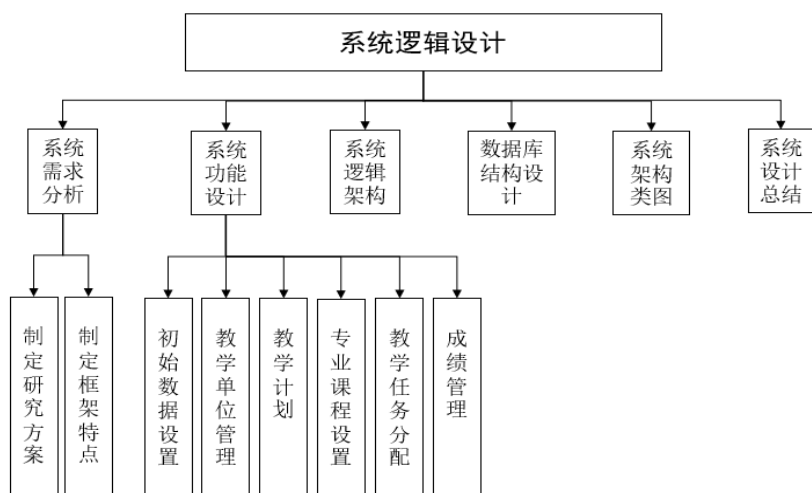 系统逻辑设计
系统
需求
分析
系统
功能
设计
系统
逻辑
架构
数据库
结构设
计
系统
架构
类图
系统
设计
总结
制定研究方案
制定框架特点
初始数据设置
教学单位管理
教学计划
专业课程设置
教学任务分配
成绩管理